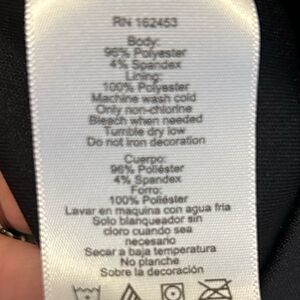 RN 162453
Body:
96% Polyester
4% Spandex
Lining:
100% Polyester
Machine wash cold
Only non-chlorine
Bleach when needed
Tumble dry low
Do not iron decoration
Cuerpo:
96% Poliéster
4% Spandex
Forro:
100% Poliéster
Lavar en maquina con agua fria
Solo blanqueador sin
cloro cuando sea
necesario
Secar a baja temperatura
No planche
Sobre la decoración